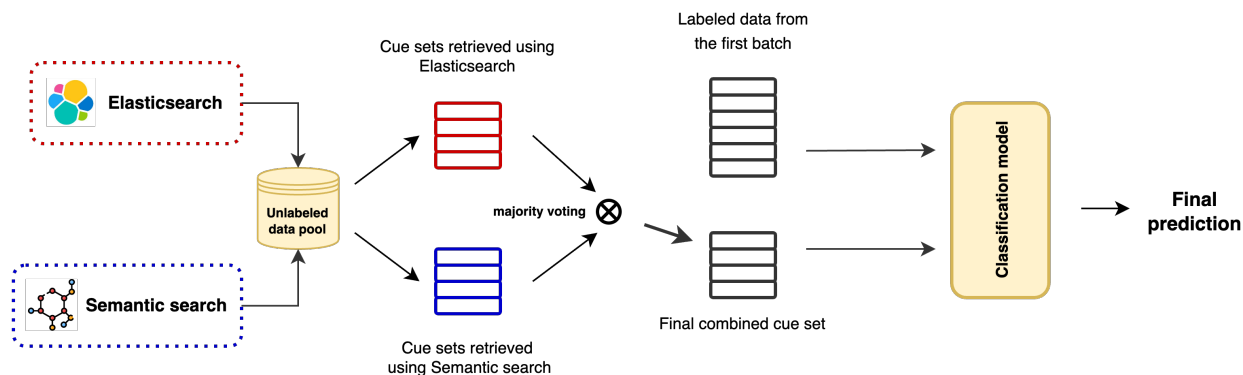 Elasticsearch
Semantic search
Unlabeled
data pool
Cue sets retrieved using
Elasticsearch
Cue sets retrieved
using Semantic search
majority voting
Labeled data from
the first batch
Final combined cue set
Classification model
Final
prediction